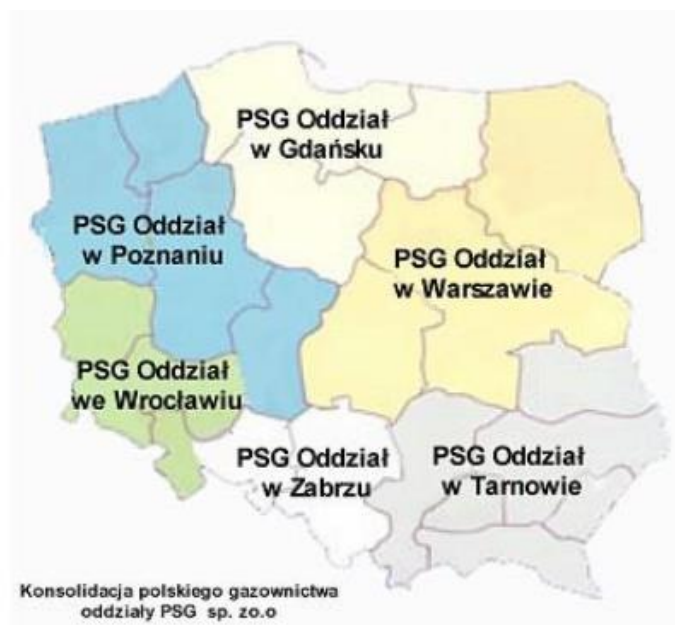 PSG Oddział
w Gdańsku
PSG Oddział
w Poznaniu
PSG Oddział
w Warszawie
PSG Oddział
we Wrocławiu
PSG Oddział
w Zabrzu
PSG Oddział
w Tarnowie
Konsolidacja polskiego gazownictwa
oddziały PSG sp. zo.o